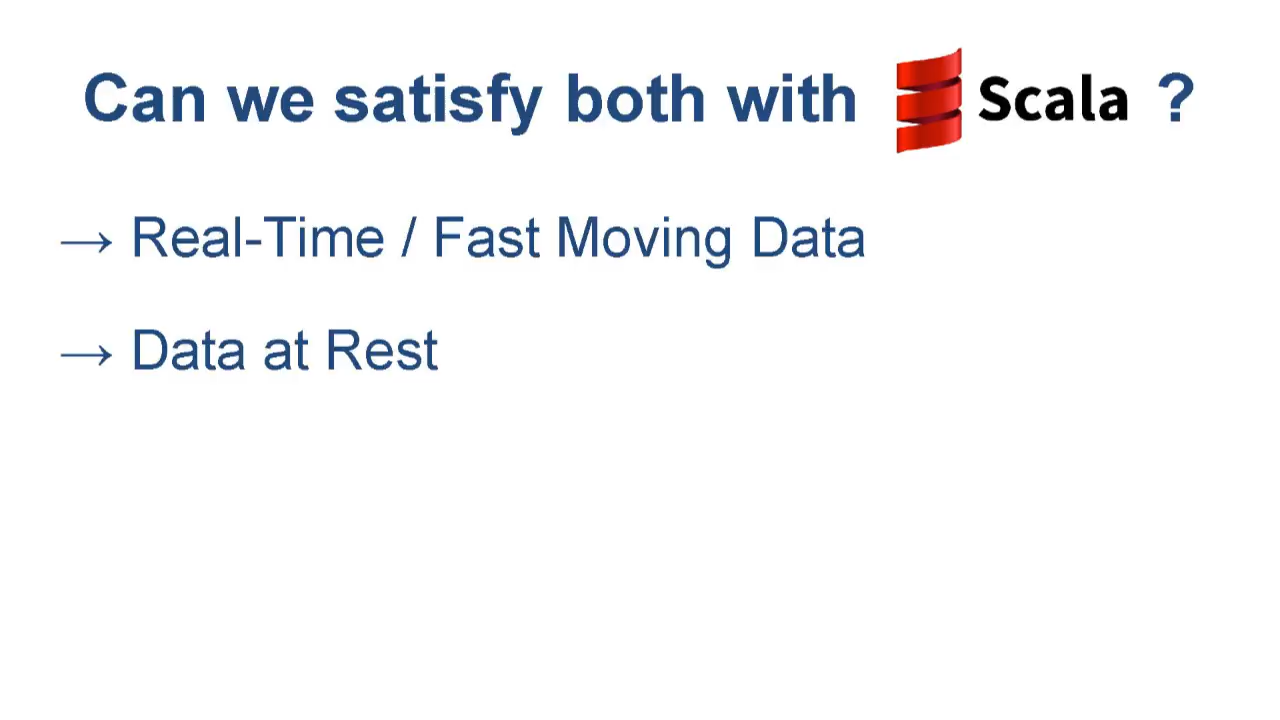 Can we satisfy both with Scala ?
→ Real-Time / Fast Moving Data
→ Data at Rest